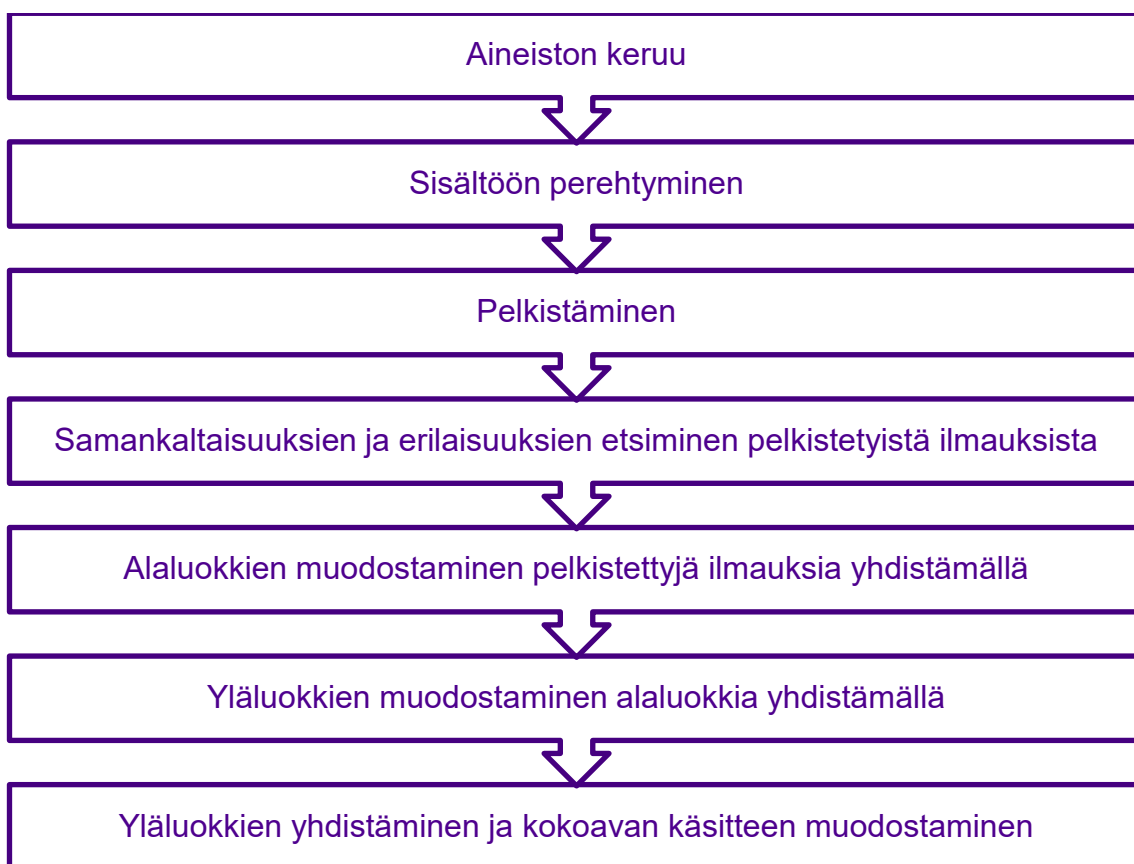 Aineiston keruu
Sisältöön perehtyminen
Pelkistäminen
Samankaltaisuuksien ja erilaisuuksien etsiminen pelkistetyistä ilmauksista
Alaluokkien muodostaminen pelkistettyjä ilmauksia yhdistämällä
Yläluokkien muodostaminen alaluokkia yhdistämällä
Yläluokkien yhdistäminen ja kokoavan käsitteen muodostaminen